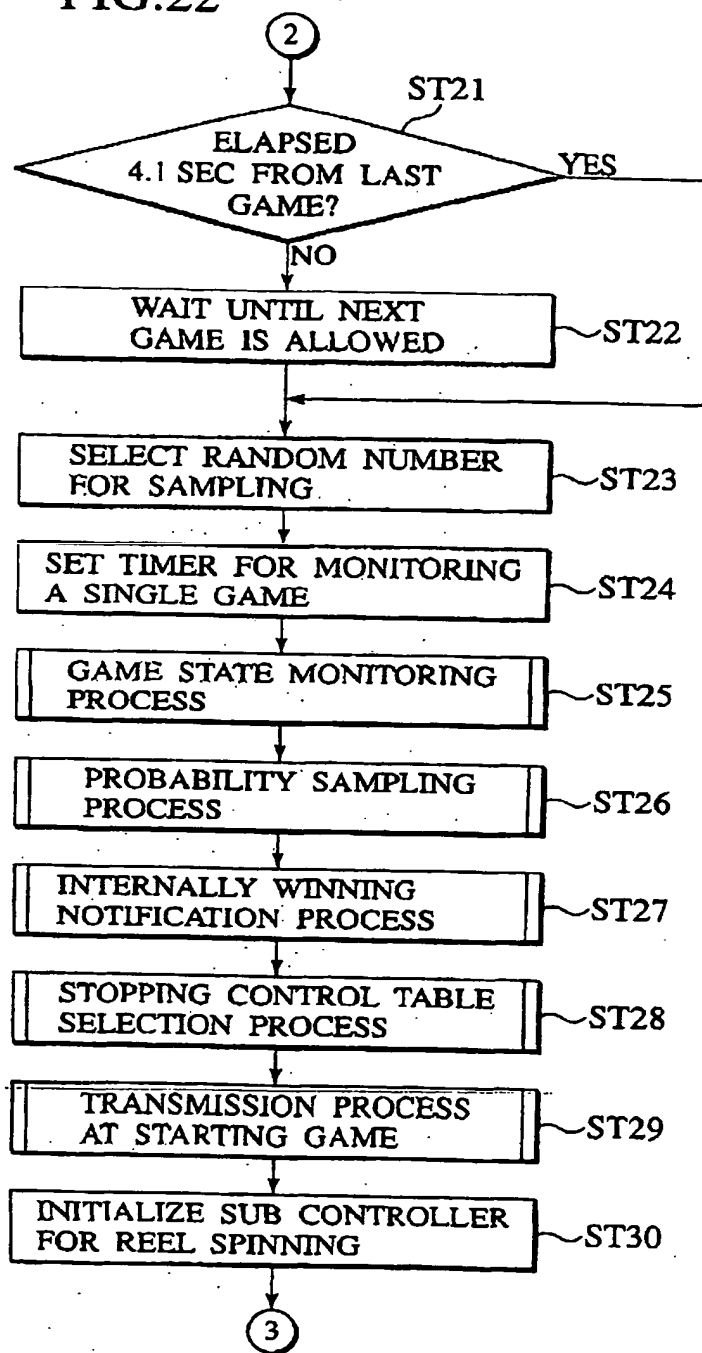 FIG.22
2
ST21
ELAPSED
4.1 SEC FROM LAST
GAME?
YES
NO
WAIT UNTIL NEXT
GAME IS ALLOWED
ST22
SELECT RANDOM NUMBER
FOR SAMPLING
ST23
SET TIMER FOR MONITORING
A SINGLE GAME
ST24
GAME STATE MONITORING
PROCESS
ST25
PROBABILITY SAMPLING
PROCESS
ST26
INTERNALLY WINNING
NOTIFICATION PROCESS
ST27
STOPPING CONTROL TABLE
SELECTION PROCESS
ST28
TRANSMISSION PROCESS
AT STARTING GAME
ST29
INITIALIZE SUB CONTROLLER
FOR REEL SPINNING
ST30
3